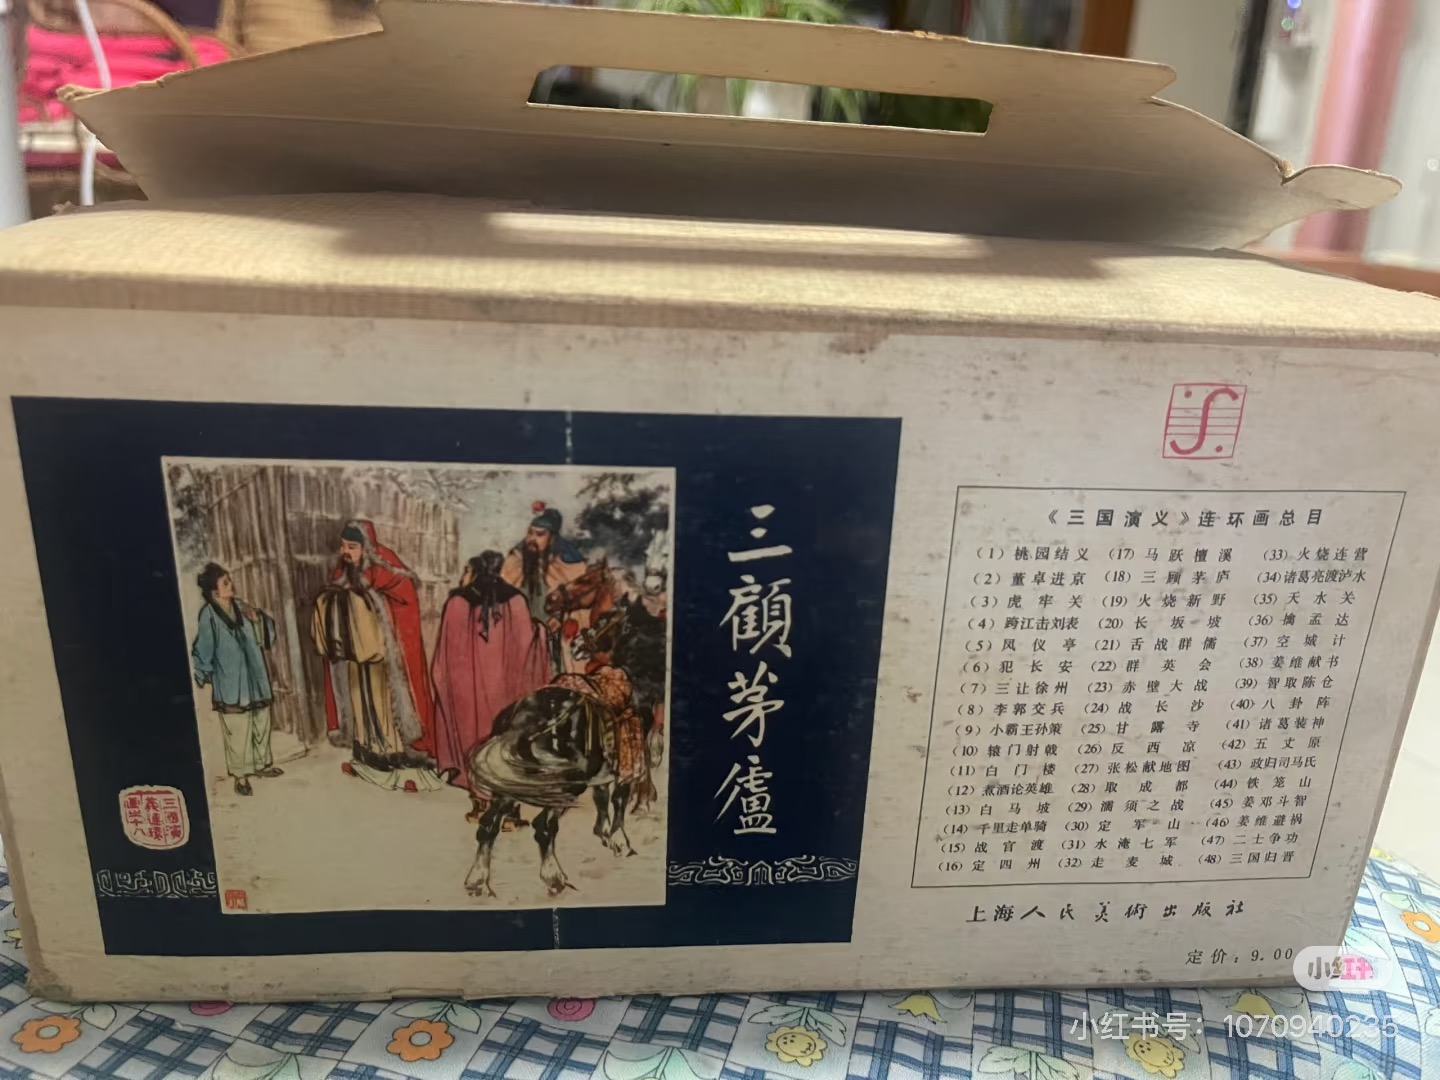 三顧茅廬
三国演
義連環
画之十八
《三国演义》连环画总目
(1) 桃园结义 (17) 马跃檀溪 (33) 火烧连营
(2) 董卓进京 (18) 三顾茅庐 (34) 诸葛亮渡泸水
(3) 虎牢关 (19) 火烧新野 (35) 天水关
(4) 跨江击刘表 (20) 长坂坡 (36) 擒孟达
(5) 凤仪亭 (21) 舌战群儒 (37) 空城计
(6) 犯长安 (22) 群英会 (38) 姜维献书
(7) 三让徐州 (23) 赤壁大战 (39) 智取陈仓
(8) 李郭交兵 (24) 战长沙 (40) 八卦阵
(9) 小霸王孙策 (25) 甘露寺 (41) 诸葛装神
(10) 辕门射戟 (26) 反西凉 (42) 五丈原
(11) 白门楼 (27) 张松献地图 (43) 政归司马氏
(12) 煮酒论英雄 (28) 取成都 (44) 铁笼山
(13) 白马坡 (29) 濡须之战 (45) 姜邓斗智
(14) 千里走单骑 (30) 定军山 (46) 姜维避祸
(15) 战官渡 (31) 水淹七军 (47) 二士争功
(16) 定四州 (32) 走麦城 (48) 三国归晋
上海人民美術出版社
定价：9.00
小红书
小红书号：1070940235